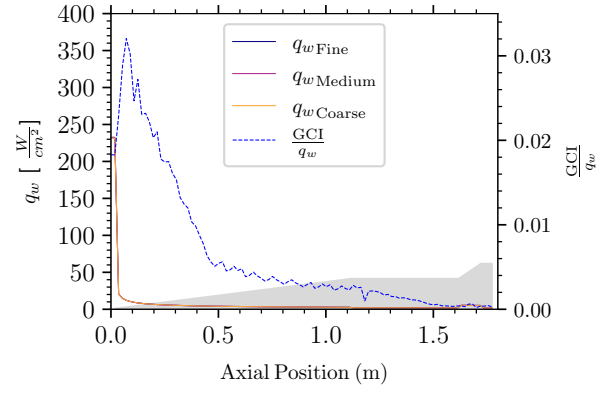 400
350
300
250
200
150
100
50
0
q_w [ W/cm² ]
q_w Fine
q_w Medium
q_w Coarse
GCI/q_w
0.03
0.02
0.01
0.00
GCI/q_w
0.0 0.5 1.0 1.5
Axial Position (m)